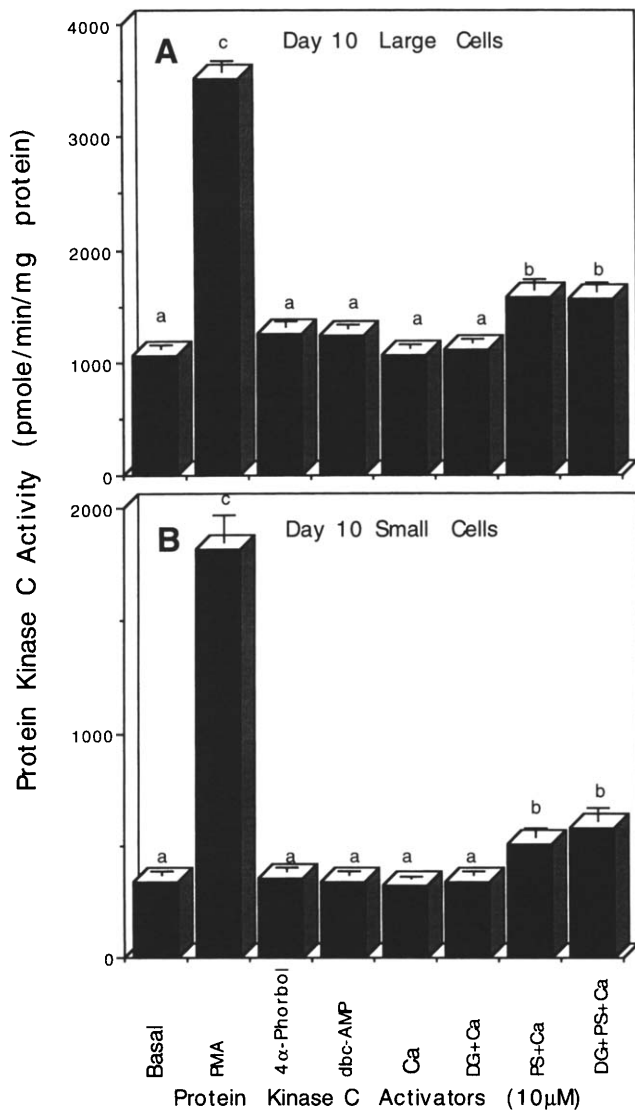 Protein Kinase C Activity (pmole/min/mg protein)
A
Day 10 Large Cells
4000
3000
2000
1000
0
a
c
a
a
a
a
b
b
B
Day 10 Small Cells
2000
1000
0
a
c
a
a
a
a
b
b
Basal
PMA
4α-Phorbol
dbc-AMP
Ca
DG+Ca
PS+Ca
DG+PS+Ca
Protein Kinase C Activators (10μM)